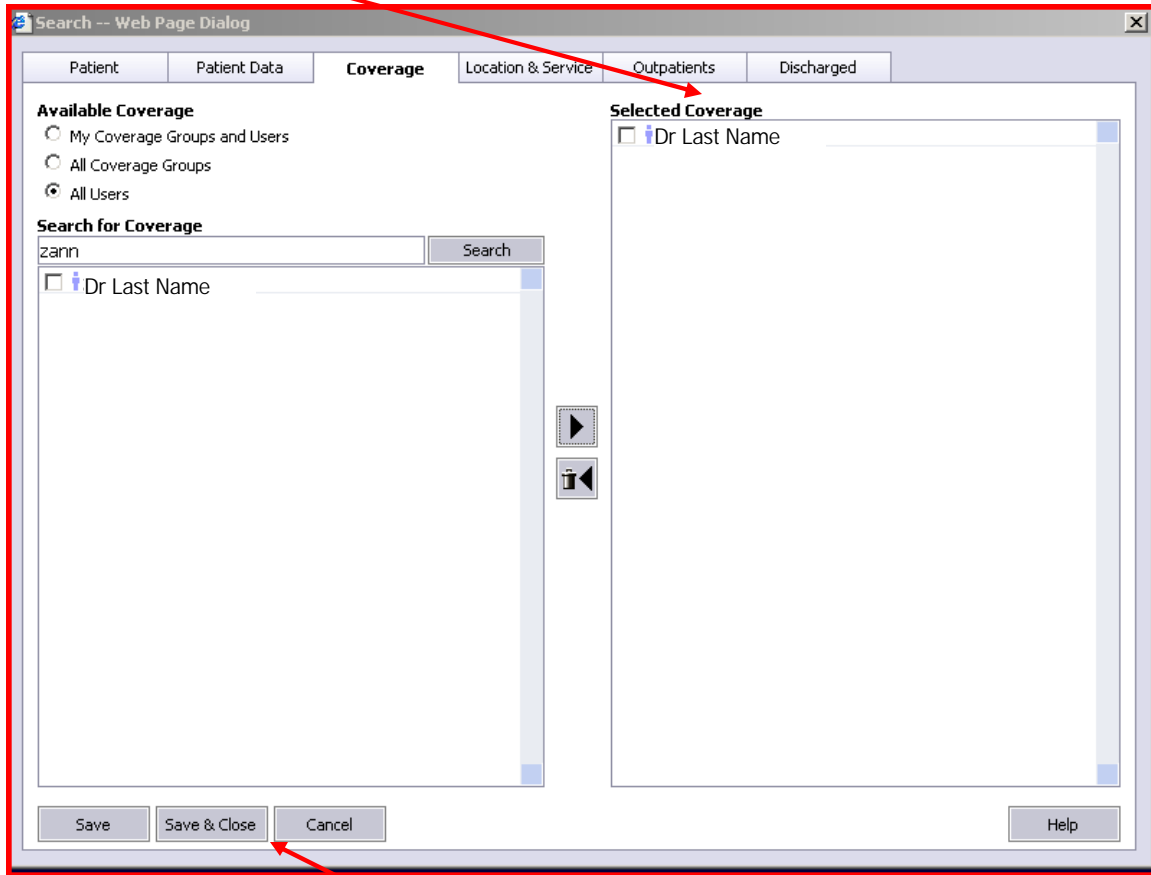 Search -- Web Page Dialog
Patient Patient Data Coverage Location & Service Outpatients Discharged
Available Coverage
My Coverage Groups and Users
All Coverage Groups
All Users
Search for Coverage
zann Search
Dr Last Name
Selected Coverage
Dr Last Name
Save Save & Close Cancel Help